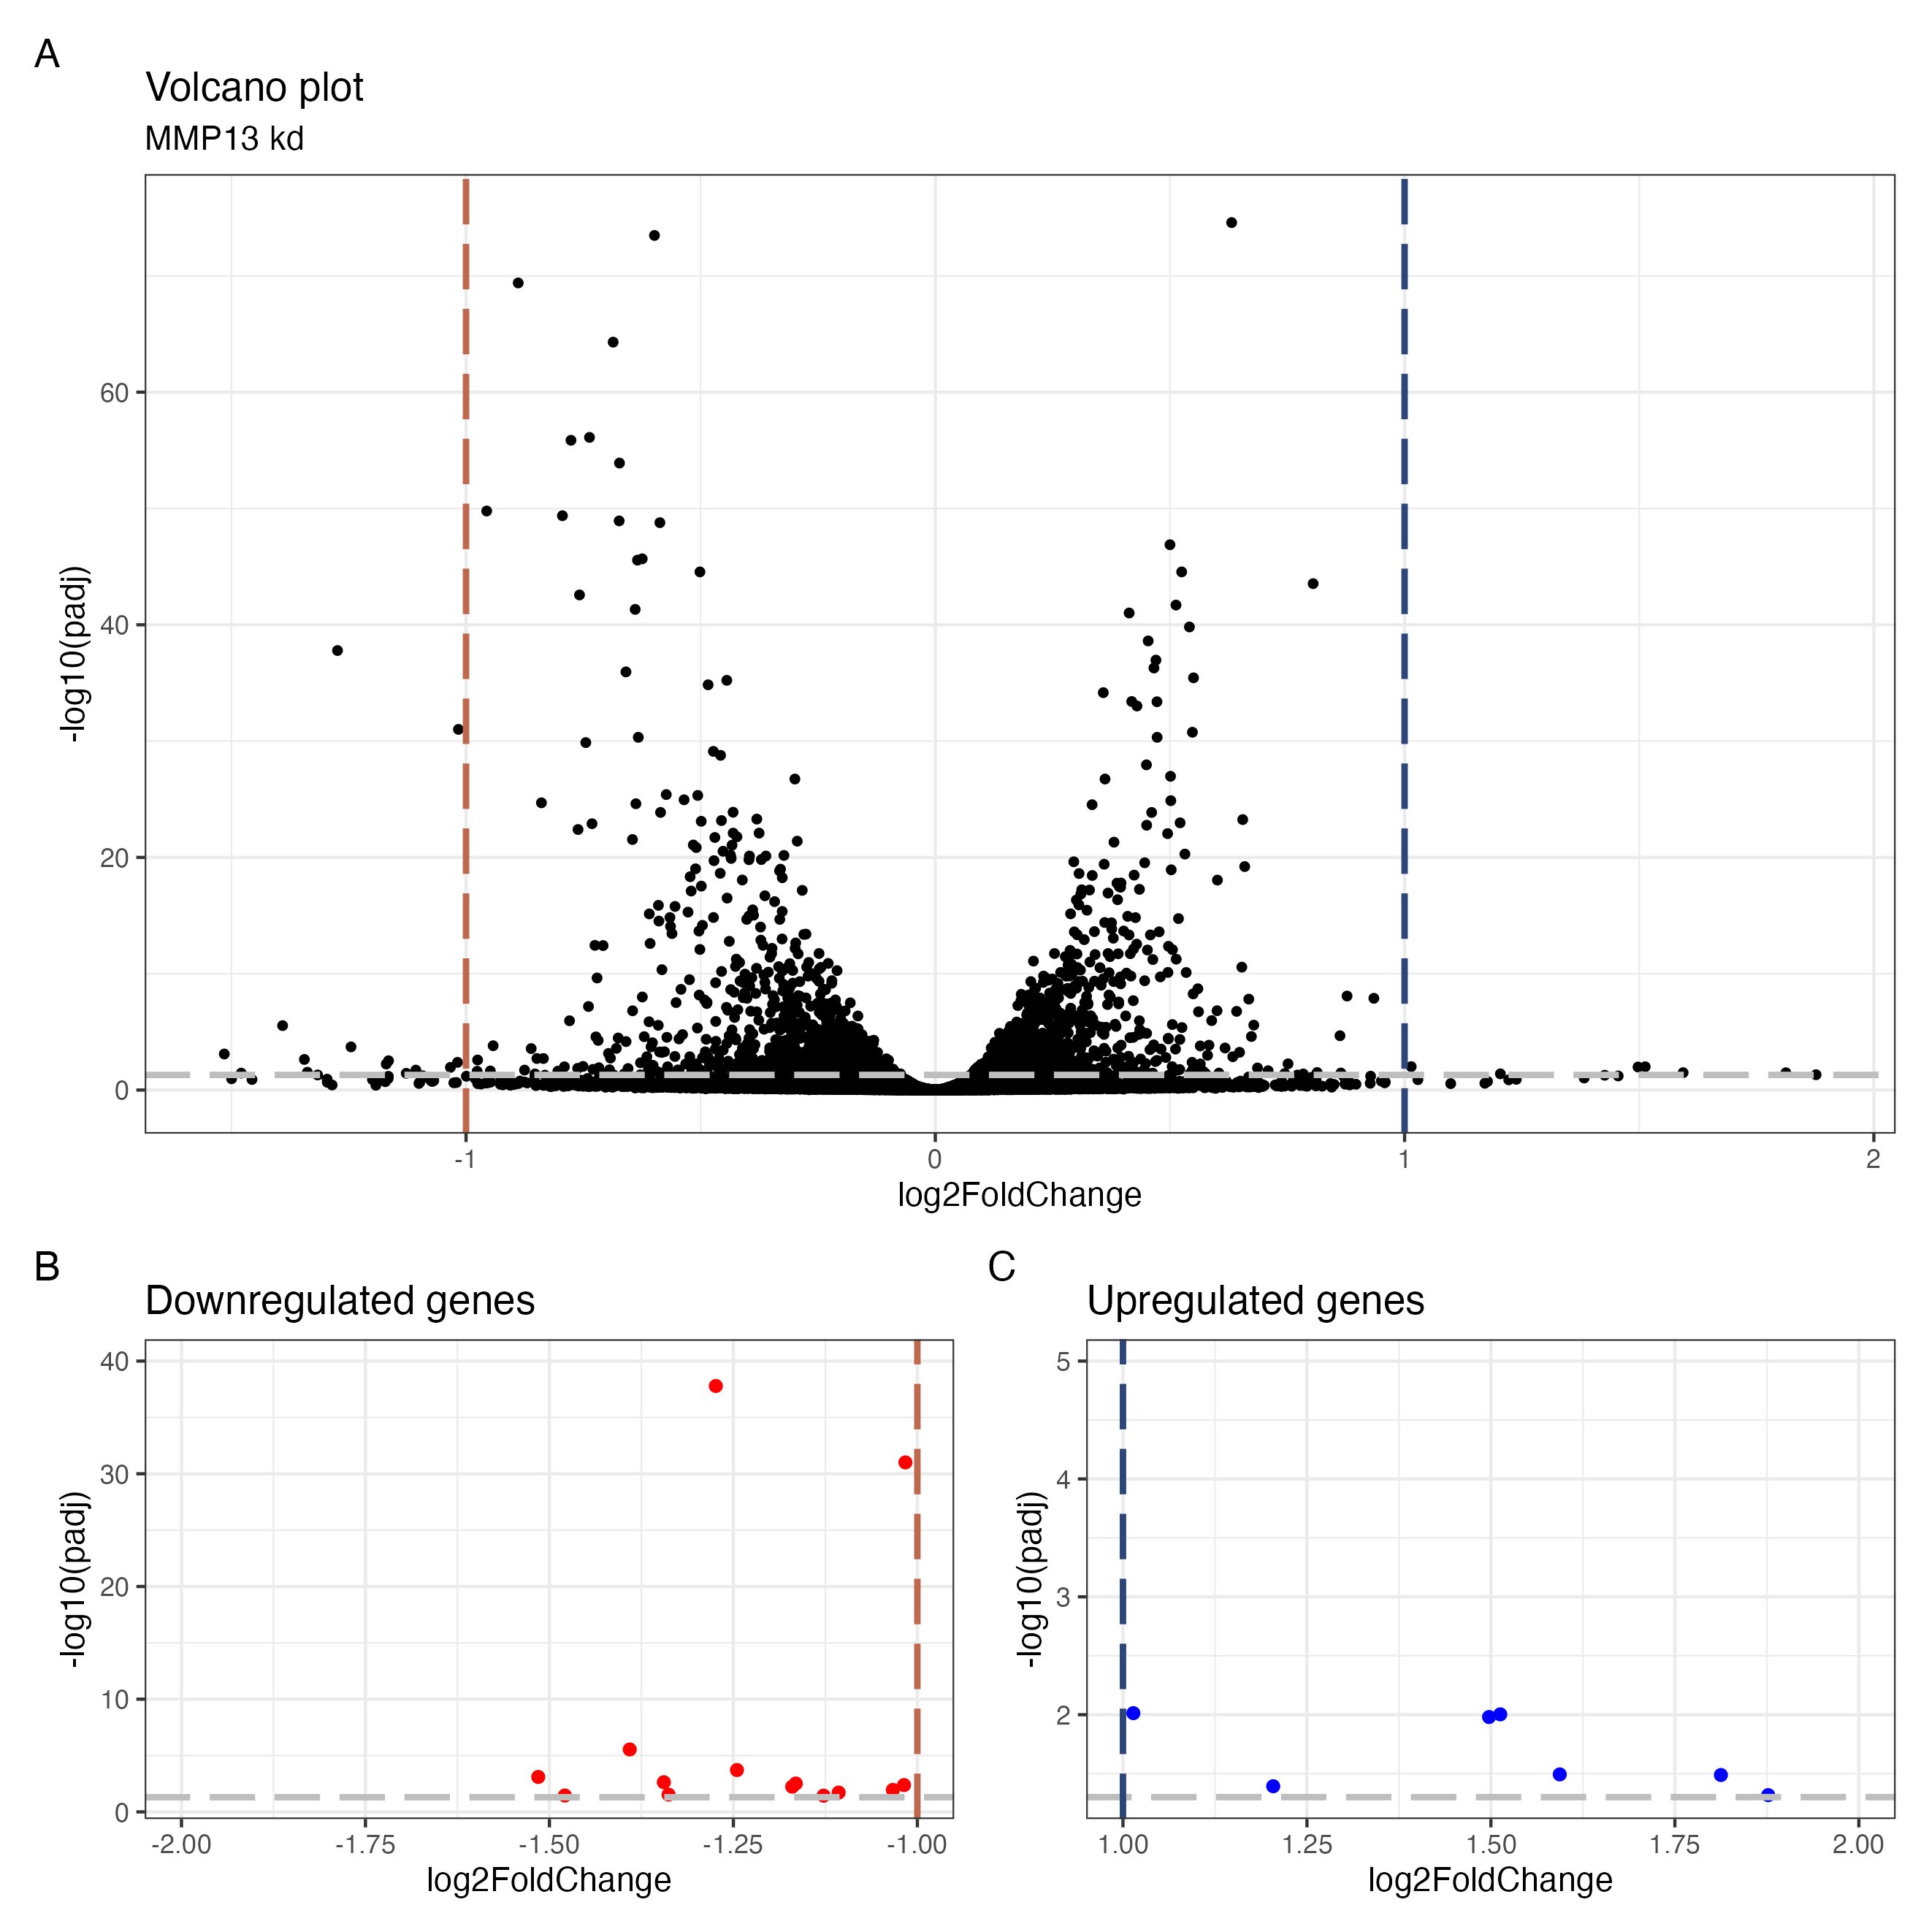 A
Volcano plot
MMP13 kd
-log10(padj)
60
40
20
0
-1
0
1
2
log2FoldChange
B
Downregulated genes
-log10(padj)
40
30
20
10
0
-2.00
-1.75
-1.50
-1.25
-1.00
log2FoldChange
C
Upregulated genes
-log10(padj)
5
4
3
2
1.00
1.25
1.50
1.75
2.00
log2FoldChange